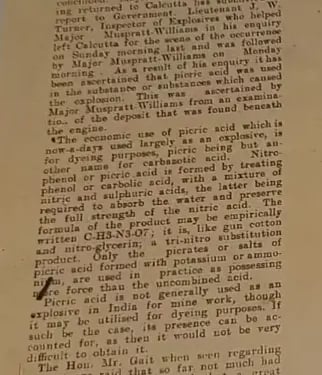 ing returned to Calcutta has
report to Government. Lieutenant J. W.
Turner, Inspector of Explosives who helped
Major Muspratt-Williams in his enquiry
left Calcutta for the scene of the occurrence
on Sunday morning last and was followed
by Major Muspratt-Williams on Monday
morning. As a result of his enquiry it has
been ascertained that picric acid was used
in the substance or substances which caused
the explosion. This was ascertained by
Major Muspratt-Williams from an examina-
tio.. of the deposit that was found beneath
the engine.
"The economic use of picric acid which is
now-a-days used largely as an explosive, is
for dyeing purposes, picric being but an-
other name for carbazotic acid. Nitro-
phenol or picric acid is formed by treating
phenol or carbolic acid, with a mixture of
nitric and sulphuric acids, the latter being
required to absorb the water and preserve
the full strength of the nitric acid. The
formula of the product may be empirically
written C-H3-N3-O7; it is, like gun cotton
and nitro-glycerin; a tri-nitro substitution
product. Only the picrates or salts of
picric acid formed with potassium or ammo-
nium, are used in practice as possessing
more force than the uncombined acid.
Picric acid is not generally used as an
explosive in India for mine work, though
it may be utilised for dyeing purposes. If
such be the case, its presence can be ac-
counted for, as then it would not be very
difficult to obtain it.
The Hon. Mr. Gait when seen regarding
said that so far not much had
great